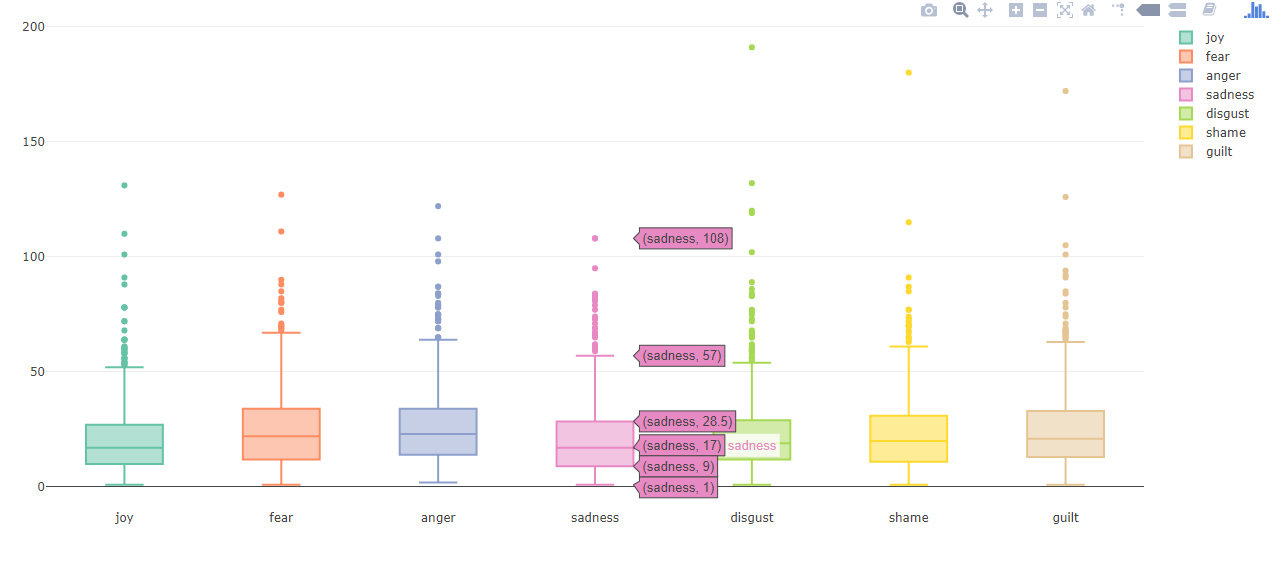 200
150
100
50
0
joy
fear
anger
sadness
disgust
shame
guilt
(sadness, 108)
(sadness, 57)
(sadness, 28.5)
(sadness, 17) sadness
(sadness, 9)
(sadness, 1)
joy
fear
anger
sadness
disgust
shame
guilt